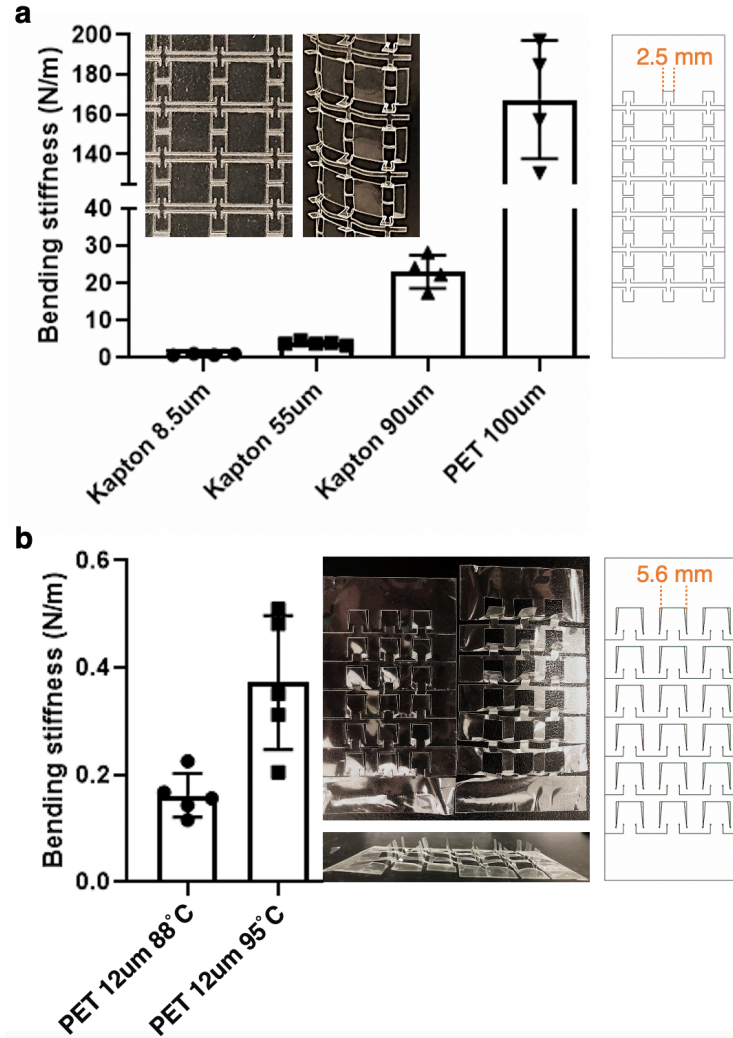 a
Bending stiffness (N/m)
200
180
160
140
40
30
20
10
0
Kapton 8.5um
Kapton 55um
Kapton 90um
PET 100um
2.5 mm
b
Bending stiffness (N/m)
0.6
0.4
0.2
0.0
PET 12um 88°C
PET 12um 95°C
5.6 mm